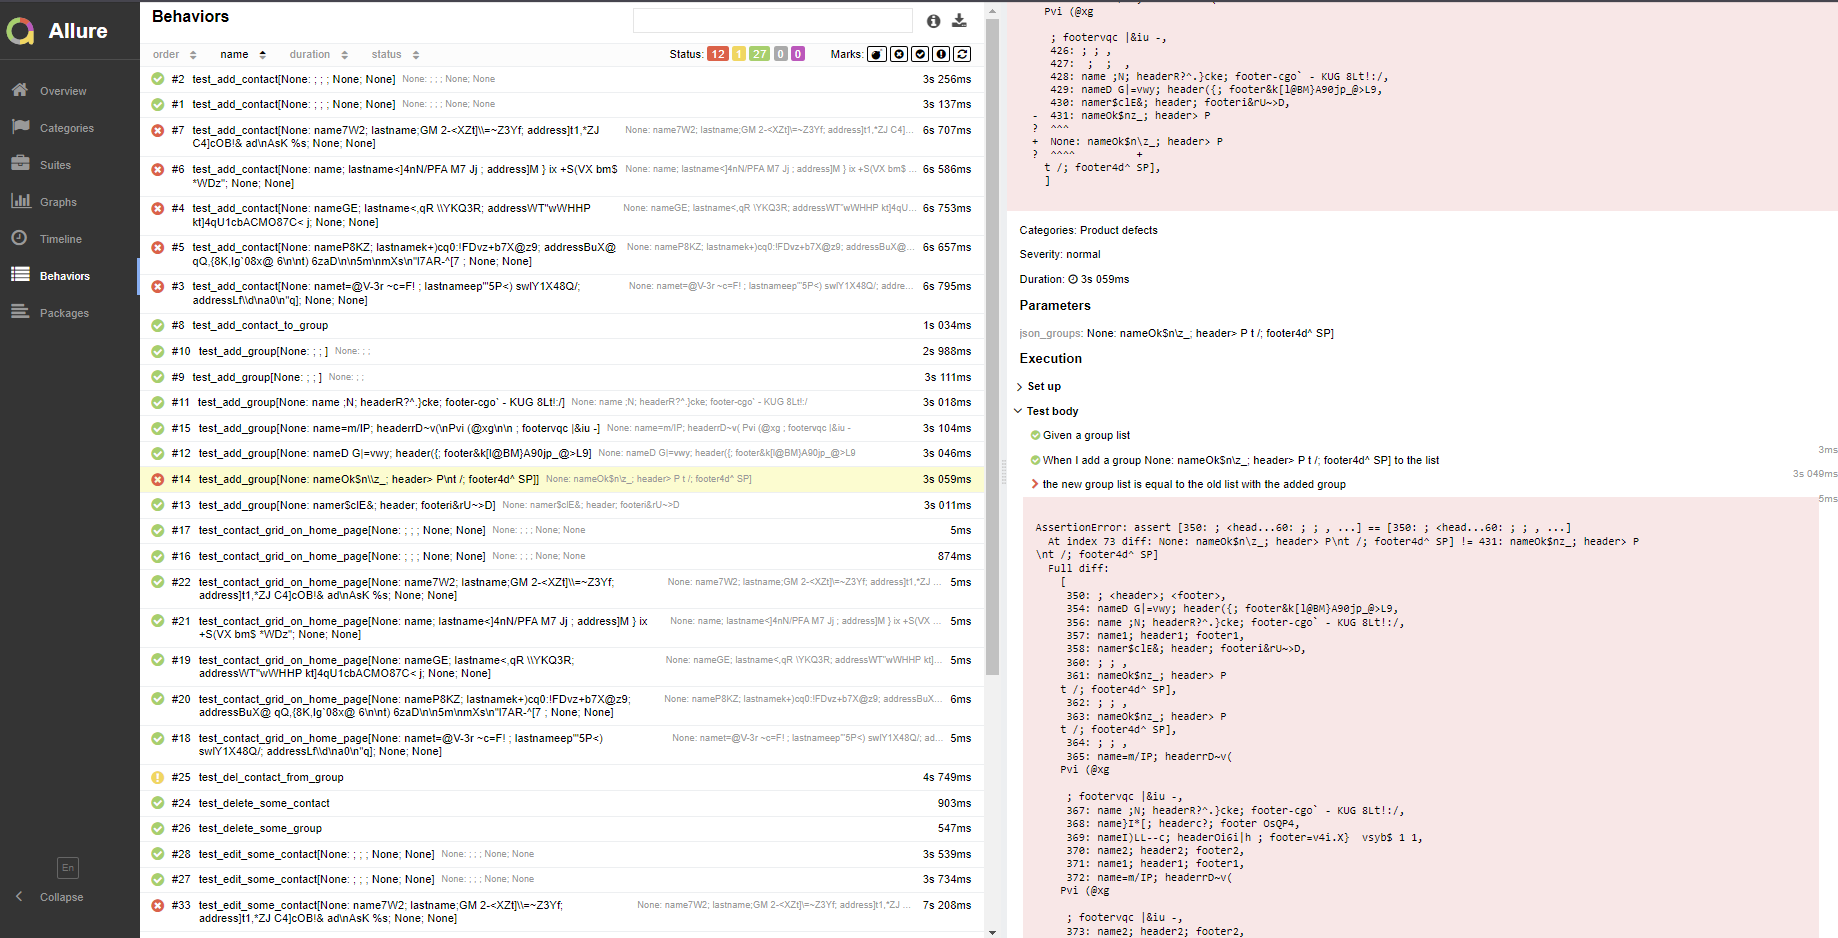 Allure
Overview
Categories
Suites
Graphs
Timeline
Behaviors
Packages
En
Collapse
Behaviors
order name duration status Status: 12 1 27 0 0 Marks:
#2 test_add_contact[None: ; ; ; None; None] None: ; ; ; None; None 3s 256ms
#1 test_add_contact[None: ; ; ; None; None] None: ; ; ; None; None 3s 137ms
#7 test_add_contact[None: name7W2; lastname;GM 2-<XZt]\\=~Z3Yf; address]t1,*ZJ None: name7W2; lastname;GM 2-<XZt]\=~Z3Yf; address]t1,*ZJ C4]... 6s 707ms
C4]cOB!& ad\nAsK %s; None; None]
#6 test_add_contact[None: name; lastname<]4nN/PFA M7 Jj ; address]M } ix +S(VX bm$ None: name; lastname<]4nN/PFA M7 Jj ; address]M } ix +S(VX bm$ ... 6s 586ms
*WDz"; None; None]
#4 test_add_contact[None: nameGE; lastname<,qR \\YKQ3R; addressWT"wWHHP None: nameGE; lastname<,qR \YKQ3R; addressWT"wWHHP kt]4qU... 6s 753ms
kt]4qU1cbACMO87C< j; None; None]
#5 test_add_contact[None: nameP8KZ; lastnamek+)cq0:!FDvz+b7X@z9; addressBuX@ None: nameP8KZ; lastnamek+)cq0:!FDvz+b7X@z9; addressBuX@... 6s 657ms
qQ,{8K,Ig`08x@ 6\n\nt) 6zaD\n\n5m\nmXs\n"l7AR-^[7 ; None; None]
#3 test_add_contact[None: namet=@V-3r ~c=F! ; lastnameep'"5P<) swlY1X48Q/; None: namet=@V-3r ~c=F! ; lastnameep'"5P<) swlY1X48Q/; addre... 6s 795ms
addressLf\\d\na0\n"q]; None; None]
#8 test_add_contact_to_group 1s 034ms
#10 test_add_group[None: ; ; ] None: ; ; 2s 988ms
#9 test_add_group[None: ; ; ] None: ; ; 3s 111ms
#11 test_add_group[None: name ;N; headerR?^.}cke; footer-cgo` - KUG 8Lt!:/] None: name ;N; headerR?^.}cke; footer-cgo` - KUG 8Lt!:/ 3s 018ms
#15 test_add_group[None: name=m/IP; headerrD~v(\nPvi (@xg\n\n ; footervqc |&iu -] None: name=m/IP; headerrD~v( Pvi (@xg ; footervqc |&iu - 3s 104ms
#12 test_add_group[None: nameD G|=vwy; header({; footer&k[l@BM}A90jp_@>L9] None: nameD G|=vwy; header({; footer&k[l@BM}A90jp_@>L9 3s 046ms
#14 test_add_group[None: nameOk$n\\z_; header> P\nt /; footer4d^ SP]] None: nameOk$n\z_; header> P t /; footer4d^ SP] 3s 059ms
#13 test_add_group[None: namer$clE&; header; footeri&rU~>D] None: namer$clE&; header; footeri&rU~>D 3s 011ms
#17 test_contact_grid_on_home_page[None: ; ; ; None; None] None: ; ; ; None; None 5ms
#16 test_contact_grid_on_home_page[None: ; ; ; None; None] None: ; ; ; None; None 874ms
#22 test_contact_grid_on_home_page[None: name7W2; lastname;GM 2-<XZt]\\=~Z3Yf; None: name7W2; lastname;GM 2-<XZt]\=~Z3Yf; address]t1,*ZJ ... 5ms
address]t1,*ZJ C4]cOB!& ad\nAsK %s; None; None]
#21 test_contact_grid_on_home_page[None: name; lastname<]4nN/PFA M7 Jj ; address]M } ix None: name; lastname<]4nN/PFA M7 Jj ; address]M } ix +S(VX ... 5ms
+S(VX bm$ *WDz"; None; None]
#19 test_contact_grid_on_home_page[None: nameGE; lastname<,qR \\YKQ3R; None: nameGE; lastname<,qR \YKQ3R; addressWT"wWHHP kt]... 5ms
addressWT"wWHHP kt]4qU1cbACMO87C< j; None; None]
#20 test_contact_grid_on_home_page[None: nameP8KZ; lastnamek+)cq0:!FDvz+b7X@z9; None: nameP8KZ; lastnamek+)cq0:!FDvz+b7X@z9; addressBuX... 6ms
addressBuX@ qQ,{8K,Ig`08x@ 6\n\nt) 6zaD\n\n5m\nmXs\n"l7AR-^[7 ; None; None]
#18 test_contact_grid_on_home_page[None: namet=@V-3r ~c=F! ; lastnameep'"5P<) None: namet=@V-3r ~c=F! ; lastnameep'"5P<) swlY1X48Q/; ad... 5ms
swlY1X48Q/; addressLf\\d\na0\n"q]; None; None]
#25 test_del_contact_from_group 4s 749ms
#24 test_delete_some_contact 903ms
#26 test_delete_some_group 547ms
#28 test_edit_some_contact[None: ; ; ; None; None] None: ; ; ; None; None 3s 539ms
#27 test_edit_some_contact[None: ; ; ; None; None] None: ; ; ; None; None 3s 734ms
#33 test_edit_some_contact[None: name7W2; lastname;GM 2-<XZt]\\=~Z3Yf; None: name7W2; lastname;GM 2-<XZt]\=~Z3Yf; address]t1,*ZJ ... 7s 208ms
address]t1,*ZJ C4]cOB!& ad\nAsK %s; None; None]
Pvi (@xg
; footervqc |&iu -,
426: ; ; ,
427: ; ; ,
428: name ;N; headerR?^.}cke; footer-cgo` - KUG 8Lt!:/,
429: nameD G|=vwy; header({; footer&k[l@BM}A90jp_@>L9,
430: namer$clE&; header; footeri&rU~>D,
- 431: nameOk$nz_; header> P
? ^^^
+ None: nameOk$n\z_; header> P
? ^^^^ +
t /; footer4d^ SP],
]
Categories: Product defects
Severity: normal
Duration: 3s 059ms
Parameters
json_groups: None: nameOk$n\z_; header> P t /; footer4d^ SP]
Execution
Set up
Test body
Given a group list
3ms
When I add a group None: nameOk$n\z_; header> P t /; footer4d^ SP] to the list
3s 049ms
the new group list is equal to the old list with the added group
5ms
AssertionError: assert [350: ; <head...60: ; ; , ...] == [350: ; <head...60: ; ; , ...]
At index 73 diff: None: nameOk$n\z_; header> P\nt /; footer4d^ SP] != 431: nameOk$nz_; header> P
\nt /; footer4d^ SP]
Full diff:
[
350: ; <header>; <footer>,
354: nameD G|=vwy; header({; footer&k[l@BM}A90jp_@>L9,
356: name ;N; headerR?^.}cke; footer-cgo` - KUG 8Lt!:/,
357: name1; header1; footer1,
358: namer$clE&; header; footeri&rU~>D,
360: ; ; ,
361: nameOk$nz_; header> P
t /; footer4d^ SP],
362: ; ; ,
363: nameOk$nz_; header> P
t /; footer4d^ SP],
364: ; ; ,
365: name=m/IP; headerrD~v(
Pvi (@xg
; footervqc |&iu -,
367: name ;N; headerR?^.}cke; footer-cgo` - KUG 8Lt!:/,
368: name}I*[; headerc?; footer OsQP4,
369: nameI)LL--c; headerOi6i|h ; footer=v4i.X} vsyb$ 1 1,
370: name2; header2; footer2,
371: name1; header1; footer1,
372: name=m/IP; headerrD~v(
Pvi (@xg
; footervqc |&iu -,
373: name2; header2; footer2,